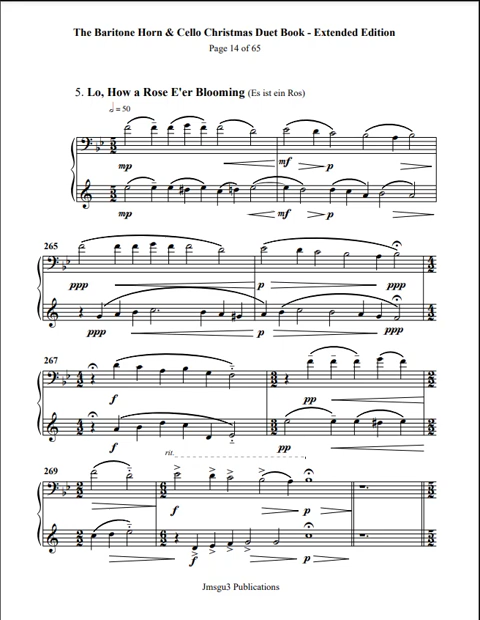 The Baritone Horn & Cello Christmas Duet Book - Extended Edition
Page 14 of 65
5. Lo, How a Rose E'er Blooming (Es ist ein Ros)
= 50
mp
mf
p
mp
mf
p
265
ppp
p
ppp
ppp
p
ppp
267
f
pp
f
pp
rit.
269
f
p
f
p
Jmsgu3 Publications